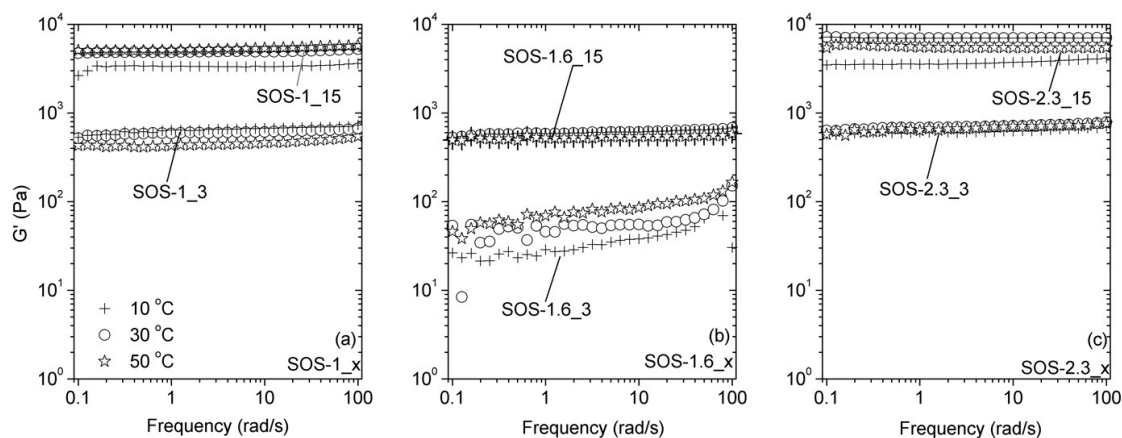 G' (Pa)
10⁴
10³
10²
10¹
10⁰
SOS-1_15
SOS-1_3
10 °C
30 °C
50 °C
(a)
SOS-1_x
0.1
1
10
100
Frequency (rad/s)
10⁴
10³
10²
10¹
10⁰
SOS-1.6_15
SOS-1.6_3
(b)
SOS-1.6_x
0.1
1
10
100
Frequency (rad/s)
10⁴
10³
10²
10¹
10⁰
SOS-2.3_15
SOS-2.3_3
(c)
SOS-2.3_x
0.1
1
10
100
Frequency (rad/s)